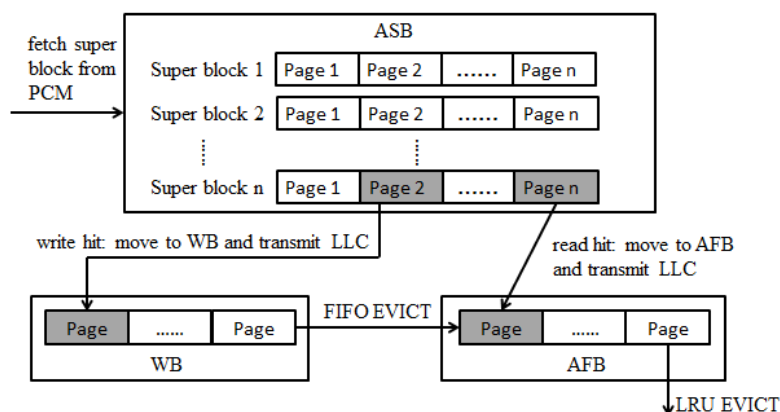 ASB
fetch super
block from
PCM
Super block 1 Page 1 Page 2 ...... Page n
Super block 2 Page 1 Page 2 ...... Page n
Super block n Page 1 Page 2 ...... Page n
write hit: move to WB and transmit LLC
read hit: move to AFB
and transmit LLC
Page ...... Page
FIFO EVICT
Page ...... Page
WB
AFB
LRU EVICT